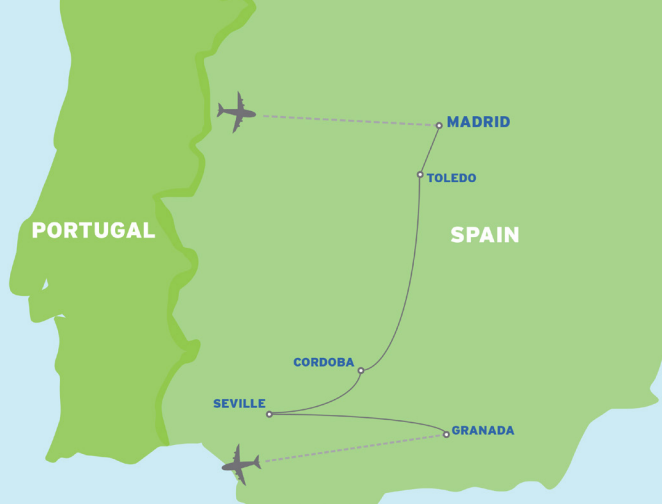 MADRID
TOLEDO
PORTUGAL
SPAIN
CORDOBA
SEVILLE
GRANADA